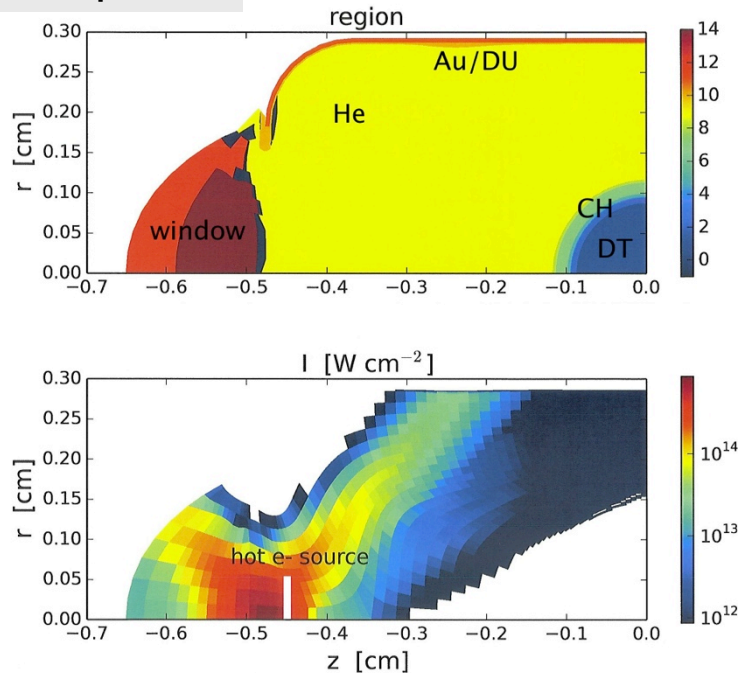 region
r [cm]
0.30
0.25
0.20
0.15
0.10
0.05
0.00
−0.7 −0.6 −0.5 −0.4 −0.3 −0.2 −0.1 0.0
Au/DU
He
CH
window
DT
14
12
10
8
6
4
2
0
I [W cm⁻²]
r [cm]
0.30
0.25
0.20
0.15
0.10
0.05
0.00
hot e- source
−0.7 −0.6 −0.5 −0.4 −0.3 −0.2 −0.1 0.0
z [cm]
10¹⁴
10¹³
10¹²